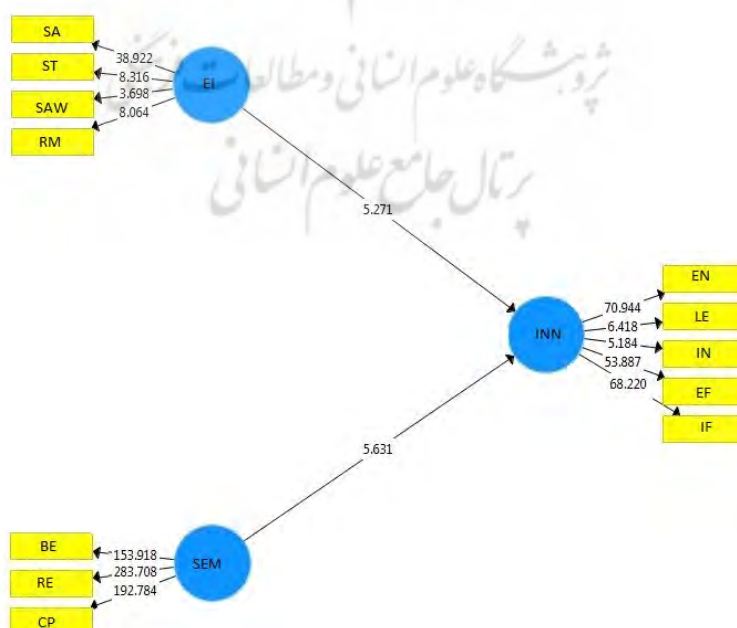 SA
ST
SAW
RM
38.922
8.316
3.698
8.064
EI
پژوهشگاه علوم انسانی و مطالعات فرهنگی
پرتال جامع علوم انسانی
5.271
INN
70.944
6.418
5.184
53.887
68.220
EN
LE
IN
EF
IF
5.631
BE
RE
CP
153.918
283.708
192.784
SEM